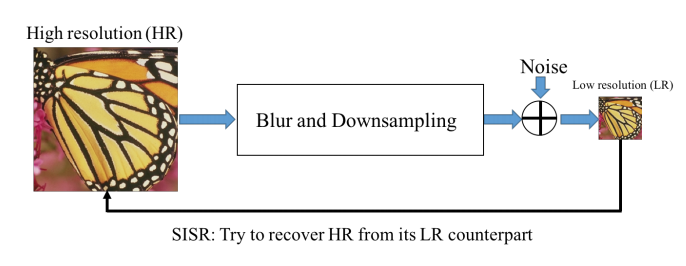 High resolution (HR)
Noise
Low resolution (LR)
Blur and Downsampling
SISR: Try to recover HR from its LR counterpart